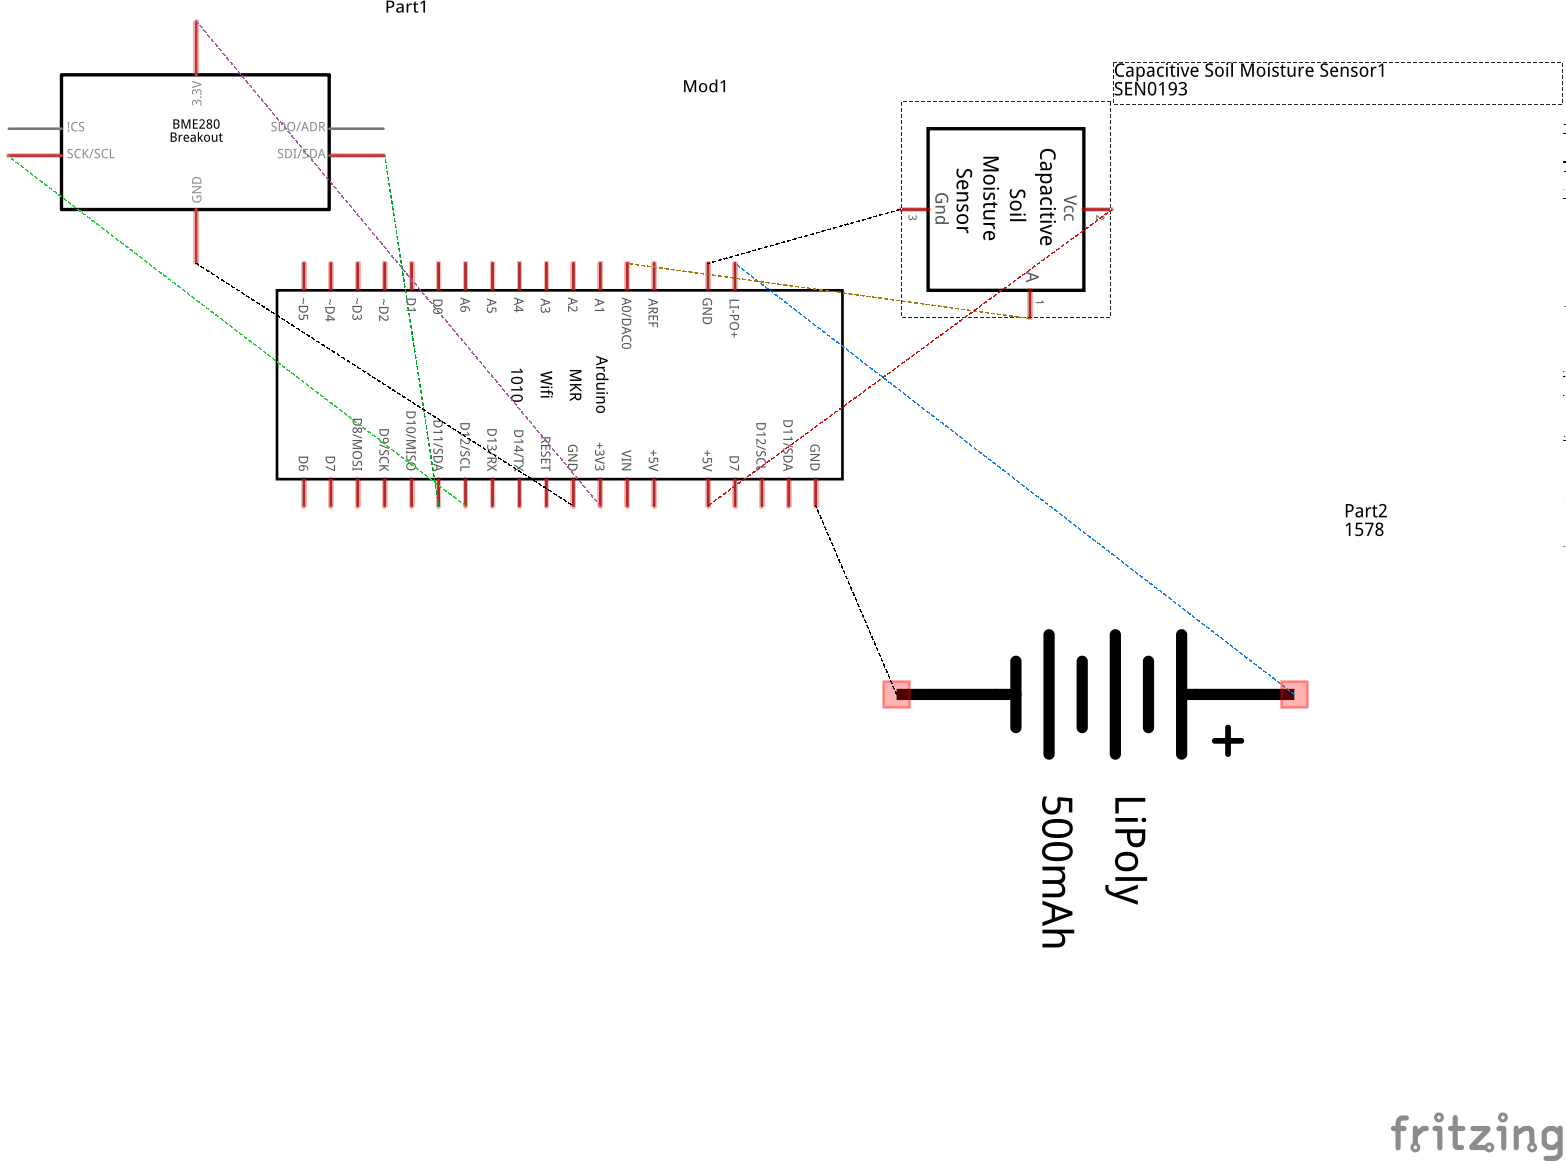 Part1
3.3V
!CS
SCK/SCL
BME280
Breakout
SDO/ADR
SDI/SDA
GND
Mod1
Capacitive Soil Moisture Sensor1
SEN0193
Capacitive
Soil
Moisture
Sensor
Gnd
3
Vcc
2
A
1
~D5
~D4
~D3
~D2
D1
D0
A6
A5
A4
A3
A2
A1
A0/DAC0
AREF
GND
LI-PO+
Arduino
MKR
Wifi
1010
D6
D7
D8/MOSI
D9/SCK
D10/MISO
D11/SDA
D12/SCL
D13/RX
D14/TX
RESET
GND
+3V3
VIN
+5V
+5V
D7
D12/SCL
D11/SDA
GND
Part2
1578
+
LiPoly
500mAh
fritzing